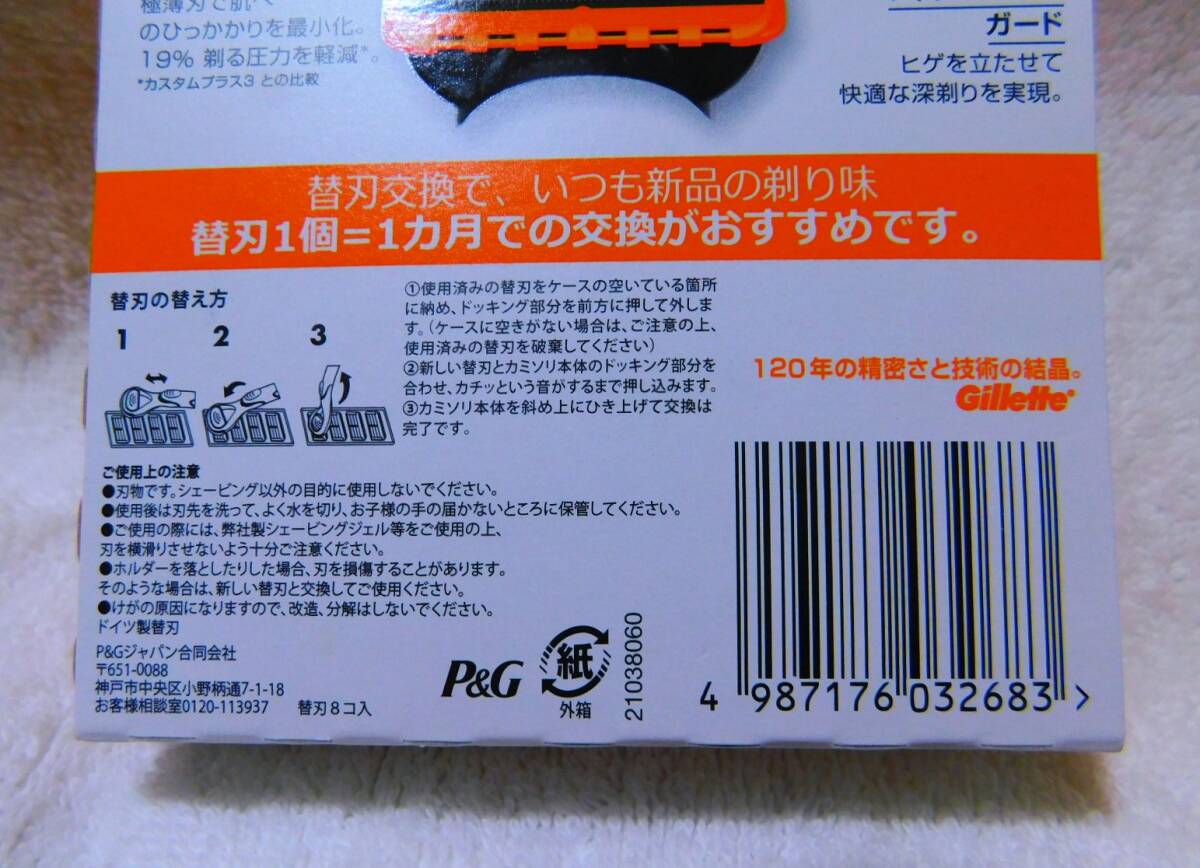 極薄刃で肌へ
のひっかかりを最小化。
19% 剃る圧力を軽減*。
*カスタムプラス3 との比較
ガード
ヒゲを立たせて
快適な深剃りを実現。
替刃交換で、いつも新品の剃り味
替刃1個=1カ月での交換がおすすめです。
替刃の替え方
1 2 3
①使用済みの替刃をケースの空いている箇所
に納め、ドッキング部分を前方に押して外しま
す。(ケースに空きがない場合は、ご注意の上、
使用済みの替刃を破棄してください)
②新しい替刃とカミソリ本体のドッキング部分を
合わせ、カチッという音がするまで押し込みます。
③カミソリ本体を斜め上にひき上げて交換は
完了です。
120年の精密さと技術の結晶。
Gillette
ご使用上の注意
●刃物です。シェービング以外の目的に使用しないでください。
●使用後は刃先を洗って、よく水を切り、お子様の手の届かないところに保管してください。
●ご使用の際には、弊社製シェービングジェル等をご使用の上、
刃を横滑りさせないよう十分ご注意ください。
●ホルダーを落としたりした場合、刃を損傷することがあります。
そのような場合は、新しい替刃と交換してご使用ください。
●けがの原因になりますので、改造、分解はしないでください。
ドイツ製替刃
P&Gジャパン合同会社
〒651-0088
神戸市中央区小野柄通7-1-18
お客様相談室0120-113937 替刃8コ入
P&G
紙
外箱
21038060
4 987176 032683 >